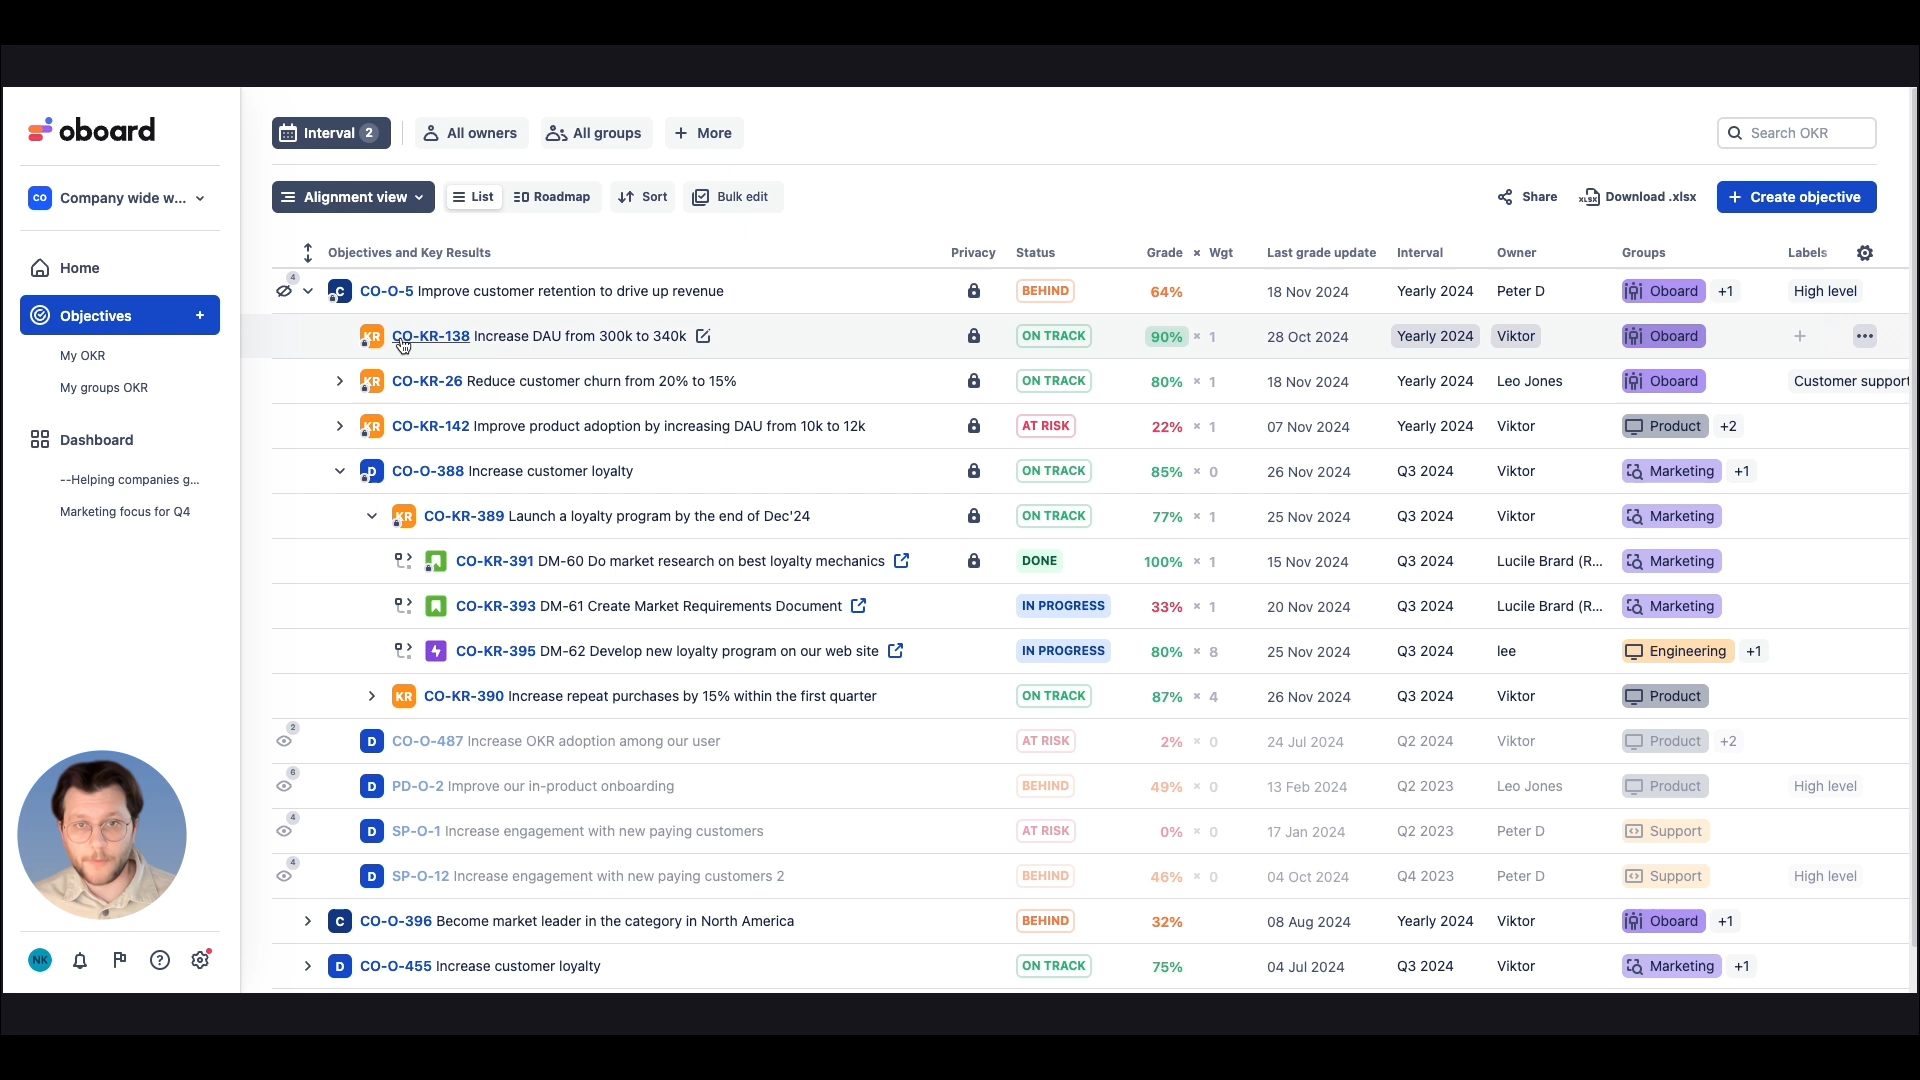 oboard
Interval 2 All owners All groups + More Search OKR
CO Company wide w... Alignment view List Roadmap Sort Bulk edit Share XLSX Download .xlsx + Create objective
Objectives and Key Results Privacy Status Grade × Wgt Last grade update Interval Owner Groups Labels
Home
Objectives +
My OKR
My groups OKR
Dashboard
--Helping companies g...
Marketing focus for Q4
4 C CO-O-5 Improve customer retention to drive up revenue BEHIND 64% 18 Nov 2024 Yearly 2024 Peter D Oboard +1 High level
KR CO-KR-138 Increase DAU from 300k to 340k ON TRACK 90% × 1 28 Oct 2024 Yearly 2024 Viktor Oboard + •••
KR CO-KR-26 Reduce customer churn from 20% to 15% ON TRACK 80% × 1 18 Nov 2024 Yearly 2024 Leo Jones Oboard Customer support
KR CO-KR-142 Improve product adoption by increasing DAU from 10k to 12k AT RISK 22% × 1 07 Nov 2024 Yearly 2024 Viktor Product +2
D CO-O-388 Increase customer loyalty ON TRACK 85% × 0 26 Nov 2024 Q3 2024 Viktor Marketing +1
KR CO-KR-389 Launch a loyalty program by the end of Dec'24 ON TRACK 77% × 1 25 Nov 2024 Q3 2024 Viktor Marketing
CO-KR-391 DM-60 Do market research on best loyalty mechanics DONE 100% × 1 15 Nov 2024 Q3 2024 Lucile Brard (R... Marketing
CO-KR-393 DM-61 Create Market Requirements Document IN PROGRESS 33% × 1 20 Nov 2024 Q3 2024 Lucile Brard (R... Marketing
CO-KR-395 DM-62 Develop new loyalty program on our web site IN PROGRESS 80% × 8 25 Nov 2024 Q3 2024 lee Engineering +1
KR CO-KR-390 Increase repeat purchases by 15% within the first quarter ON TRACK 87% × 4 26 Nov 2024 Q3 2024 Viktor Product
2 D CO-O-487 Increase OKR adoption among our user AT RISK 2% × 0 24 Jul 2024 Q2 2024 Viktor Product +2
6 D PD-O-2 Improve our in-product onboarding BEHIND 49% × 0 13 Feb 2024 Q2 2023 Leo Jones Product High level
4 D SP-O-1 Increase engagement with new paying customers AT RISK 0% × 0 17 Jan 2024 Q2 2023 Peter D Support
4 D SP-O-12 Increase engagement with new paying customers 2 BEHIND 46% × 0 04 Oct 2024 Q4 2023 Peter D Support High level
C CO-O-396 Become market leader in the category in North America BEHIND 32% 08 Aug 2024 Yearly 2024 Viktor Oboard +1
D CO-O-455 Increase customer loyalty ON TRACK 75% 04 Jul 2024 Q3 2024 Viktor Marketing +1
NK